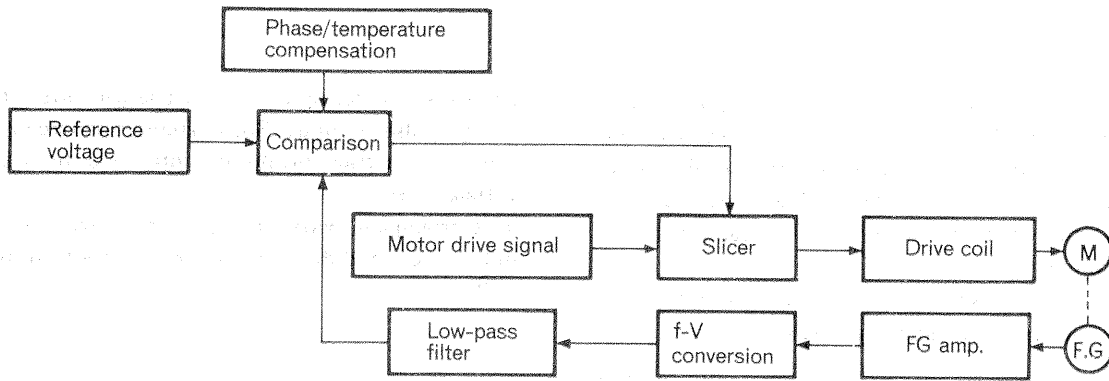 Phase/temperature
compensation
Reference
voltage
Comparison
Motor drive signal
Slicer
Drive coil
M
Low-pass
filter
f-V
conversion
FG amp.
F.G